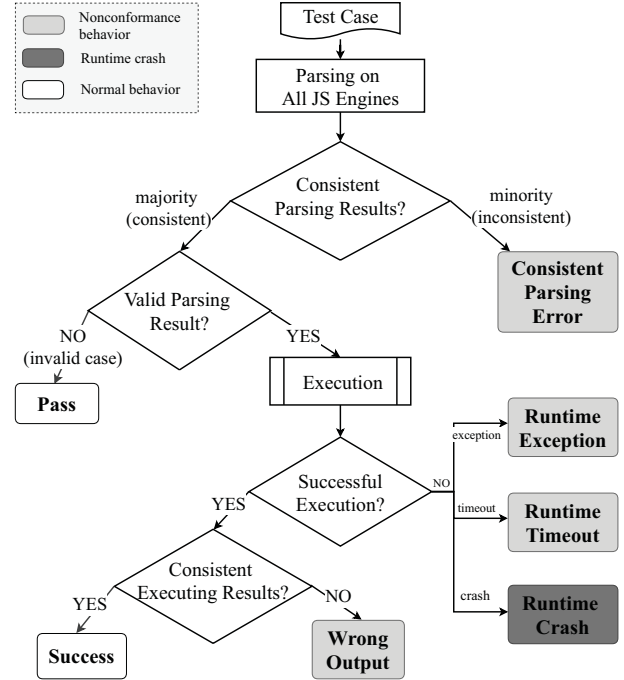 Nonconformance
behavior
Runtime crash
Normal behavior
Test Case
Parsing on
All JS Engines
Consistent
Parsing Results?
majority
(consistent)
minority
(inconsistent)
Consistent
Parsing
Error
Valid Parsing
Result?
NO
(invalid case)
YES
Pass
Execution
Successful
Execution?
NO
exception
Runtime
Exception
timeout
Runtime
Timeout
crash
Runtime
Crash
YES
Consistent
Executing Results?
YES
NO
Success
Wrong
Output